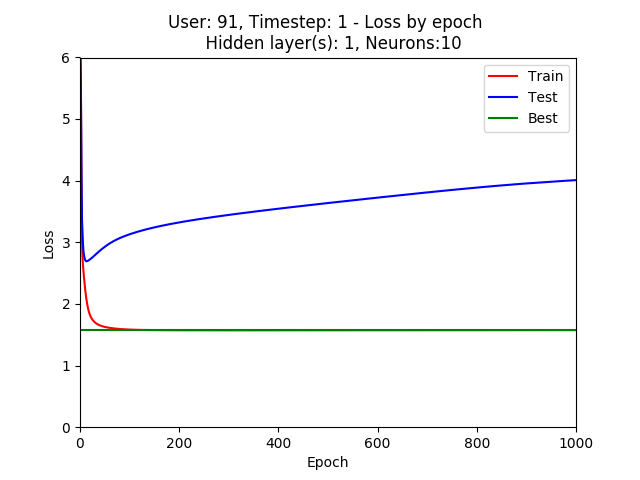 User: 91, Timestep: 1 - Loss by epoch
Hidden layer(s): 1, Neurons:10
Train
Test
Best
6
5
4
3
2
1
0
Loss
0 200 400 600 800 1000
Epoch